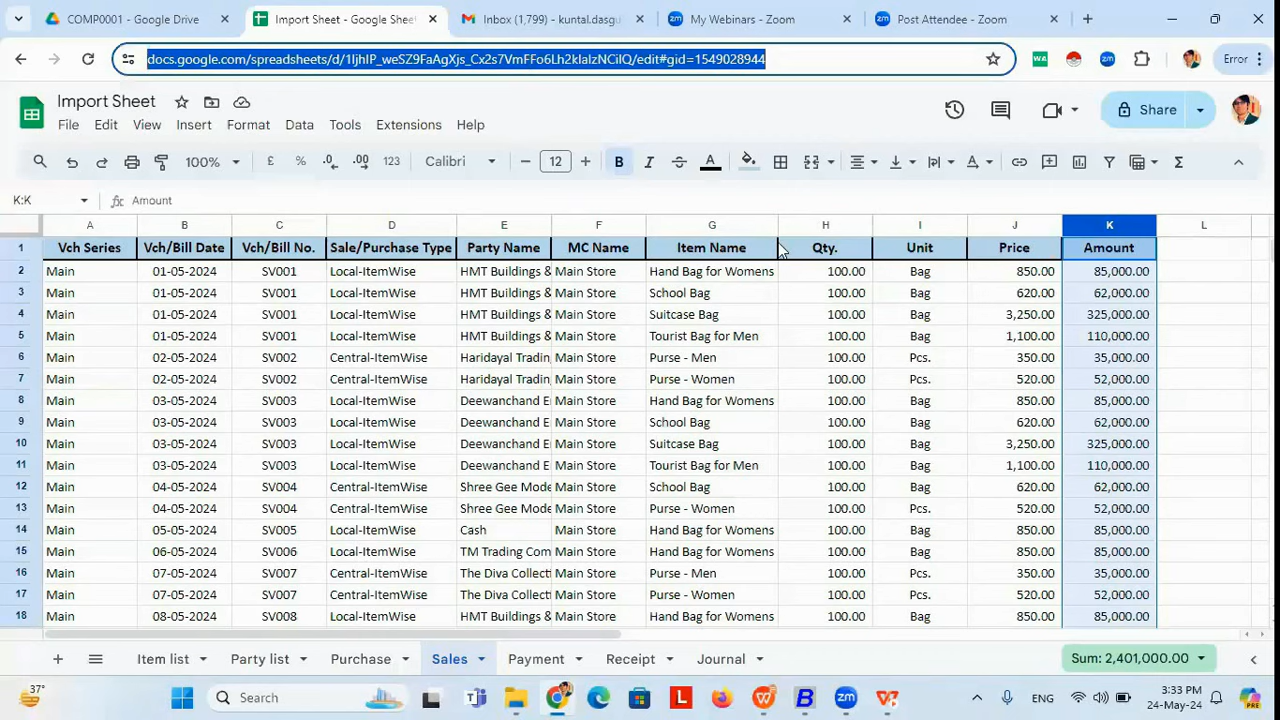 COMP0001 - Google Drive
Import Sheet - Google Shee
Inbox (1,799) - kuntal.dasgu
My Webinars - Zoom
Post Attendee - Zoom
Error
Import Sheet
Share
File Edit View Insert Format Data Tools Extensions Help
100% £ % .0 .00 123 Calibri 12 B I A Σ
K:K fx Amount
A B C D E F G H I J K L
1 Vch Series Vch/Bill Date Vch/Bill No. Sale/Purchase Type Party Name MC Name Item Name Qty. Unit Price Amount
2 Main 01-05-2024 SV001 Local-ItemWise HMT Buildings & Main Store Hand Bag for Womens 100.00 Bag 850.00 85,000.00
3 Main 01-05-2024 SV001 Local-ItemWise HMT Buildings & Main Store School Bag 100.00 Bag 620.00 62,000.00
4 Main 01-05-2024 SV001 Local-ItemWise HMT Buildings & Main Store Suitcase Bag 100.00 Bag 3,250.00 325,000.00
5 Main 01-05-2024 SV001 Local-ItemWise HMT Buildings & Main Store Tourist Bag for Men 100.00 Bag 1,100.00 110,000.00
6 Main 02-05-2024 SV002 Central-ItemWise Haridayal Tradin Main Store Purse - Men 100.00 Pcs. 350.00 35,000.00
7 Main 02-05-2024 SV002 Central-ItemWise Haridayal Tradin Main Store Purse - Women 100.00 Pcs. 520.00 52,000.00
8 Main 03-05-2024 SV003 Local-ItemWise Deewanchand E Main Store Hand Bag for Womens 100.00 Bag 850.00 85,000.00
9 Main 03-05-2024 SV003 Local-ItemWise Deewanchand E Main Store School Bag 100.00 Bag 620.00 62,000.00
10 Main 03-05-2024 SV003 Local-ItemWise Deewanchand E Main Store Suitcase Bag 100.00 Bag 3,250.00 325,000.00
11 Main 03-05-2024 SV003 Local-ItemWise Deewanchand E Main Store Tourist Bag for Men 100.00 Bag 1,100.00 110,000.00
12 Main 04-05-2024 SV004 Central-ItemWise Shree Gee Mode Main Store School Bag 100.00 Bag 620.00 62,000.00
13 Main 04-05-2024 SV004 Central-ItemWise Shree Gee Mode Main Store Purse - Women 100.00 Pcs. 520.00 52,000.00
14 Main 05-05-2024 SV005 Local-ItemWise Cash Main Store Hand Bag for Womens 100.00 Bag 850.00 85,000.00
15 Main 06-05-2024 SV006 Local-ItemWise TM Trading Com Main Store Hand Bag for Womens 100.00 Bag 850.00 85,000.00
16 Main 07-05-2024 SV007 Central-ItemWise The Diva Collecti Main Store Purse - Men 100.00 Pcs. 350.00 35,000.00
17 Main 07-05-2024 SV007 Central-ItemWise The Diva Collecti Main Store Purse - Women 100.00 Pcs. 520.00 52,000.00
18 Main 08-05-2024 SV008 Local-ItemWise HMT Buildings & Main Store Hand Bag for Womens 100.00 Bag 850.00 85,000.00
Item list Party list Purchase Sales Payment Receipt Journal Sum: 2,401,000.00
37° Search ENG 3:33 PM
24-May-24